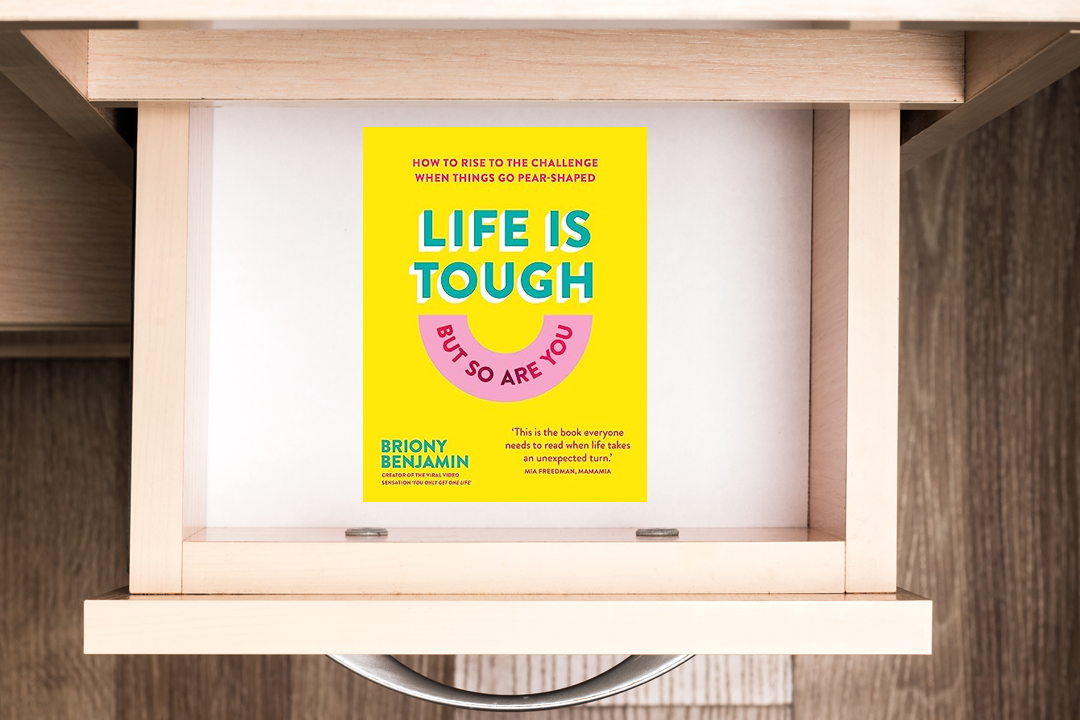 HOW TO RISE TO THE CHALLENGE
WHEN THINGS GO PEAR-SHAPED
LIFE IS
TOUGH
BUT SO ARE YOU
BRIONY
BENJAMIN
CREATOR OF THE VIRAL VIDEO
SENSATION 'YOU ONLY GET ONE LIFE'
'This is the book everyone
needs to read when life takes
an unexpected turn.'
MIA FREEDMAN, MAMAMIA